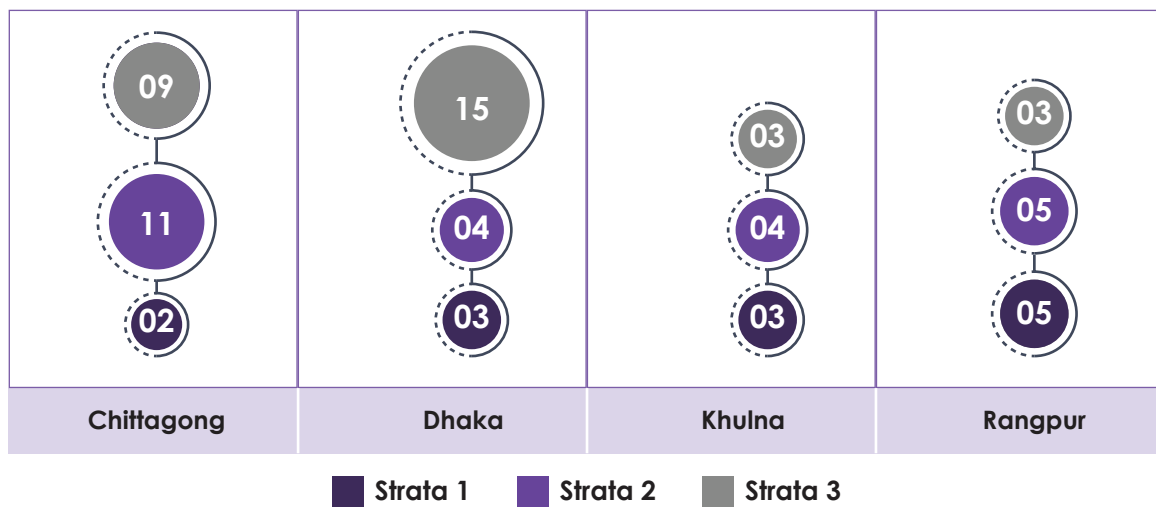 09
11
02
15
04
03
03
04
03
03
05
05
Chittagong
Dhaka
Khulna
Rangpur
Strata 1
Strata 2
Strata 3